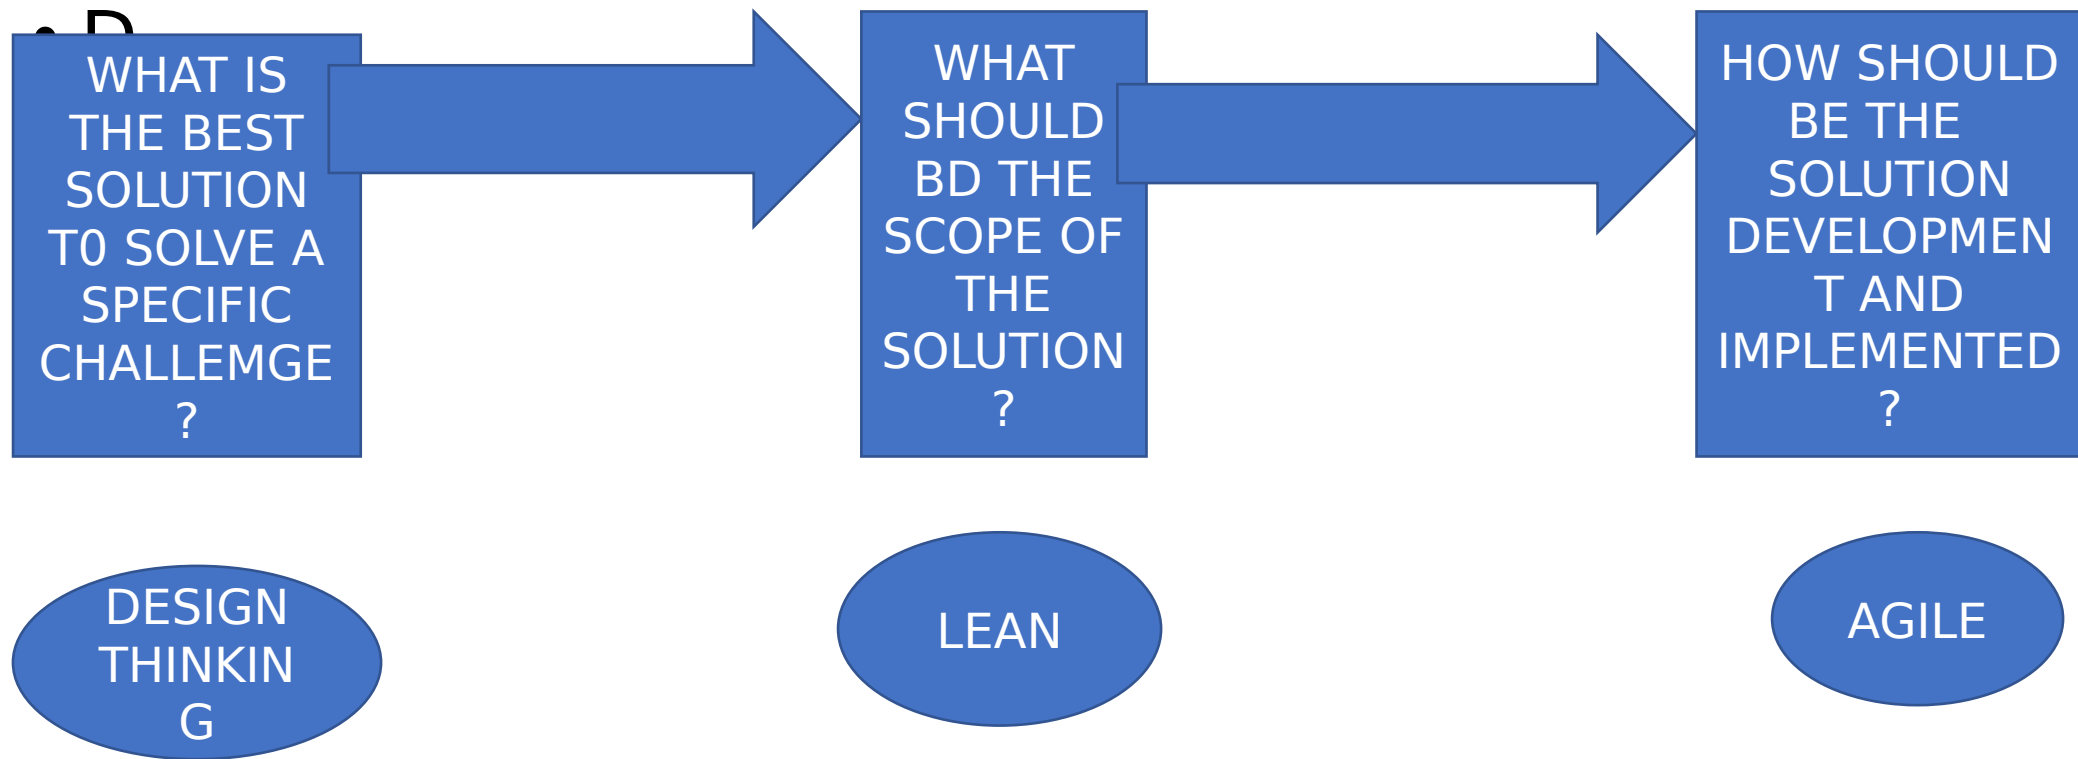 • D
WHAT IS
THE BEST
SOLUTION
T0 SOLVE A
SPECIFIC
CHALLEMGE
?
WHAT
SHOULD
BD THE
SCOPE OF
THE
SOLUTION
?
HOW SHOULD
BE THE
SOLUTION
DEVELOPMEN
T AND
IMPLEMENTED
?
DESIGN
THINKIN
G
LEAN
AGILE